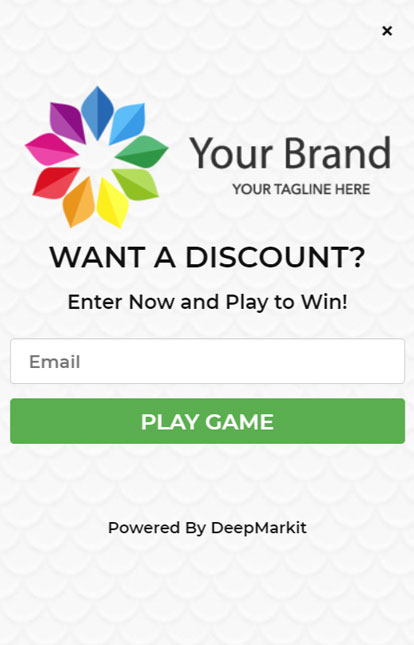 ×
Your Brand
YOUR TAGLINE HERE
WANT A DISCOUNT?
Enter Now and Play to Win!
Email
PLAY GAME
Powered By DeepMarkit